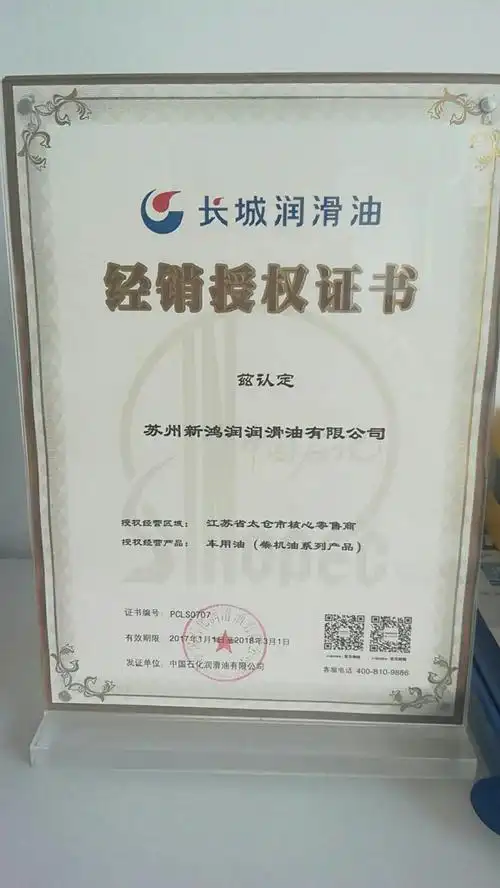 长城润滑油
经销授权证书
兹认定
苏州新鸿润润滑油有限公司
授权经营区域： 江苏省太仓市核心零售商
授权经营产品： 车用油（柴机油系列产品）
SINOPEC
证书编号： PCLS0707
有效期限 2017年1月1日至2018年3月1日
发证单位： 中国石化润滑油有限公司
客服电话 400-810-9886